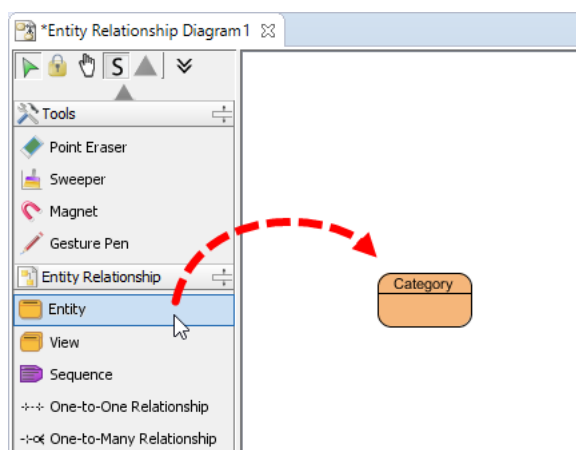 *Entity Relationship Diagram1
S
Tools
Point Eraser
Sweeper
Magnet
Gesture Pen
Entity Relationship
Entity
View
Sequence
One-to-One Relationship
One-to-Many Relationship
Category